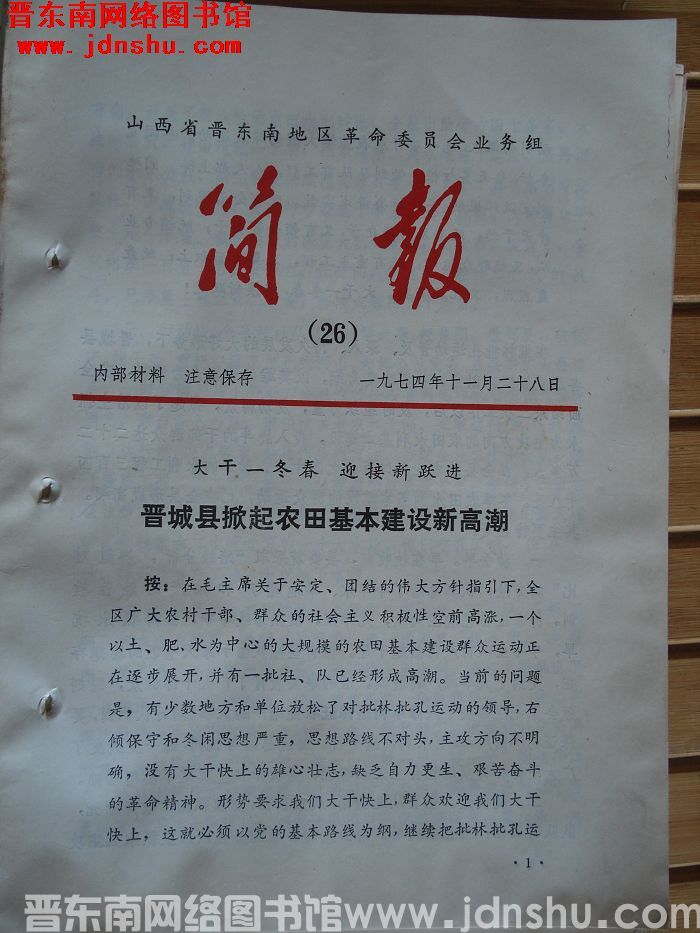 晋东南网络图书馆
www.jdnshu.com
山西省晋东南地区革命委员会业务组
简报
(26)
内部材料 注意保存 一九七四年十一月二十八日
大干一冬春 迎接新跃进
晋城县掀起农田基本建设新高潮
按：在毛主席关于安定、团结的伟大方针指引下，全
区广大农村干部、群众的社会主义积极性空前高涨，一个
以土、肥、水为中心的大规模的农田基本建设群众运动正
在逐步展开，并有一批社、队已经形成高潮。当前的问题
是，有少数地方和单位放松了对批林批孔运动的领导，右
倾保守和冬闲思想严重，思想路线不对头，主攻方向不明
确，没有大干快上的雄心壮志，缺乏自力更生、艰苦奋斗
的革命精神。形势要求我们大干快上，群众欢迎我们大干
快上，这就必须以党的基本路线为纲，继续把批林批孔运
·1·
晋东南网络图书馆www.jdnshu.com